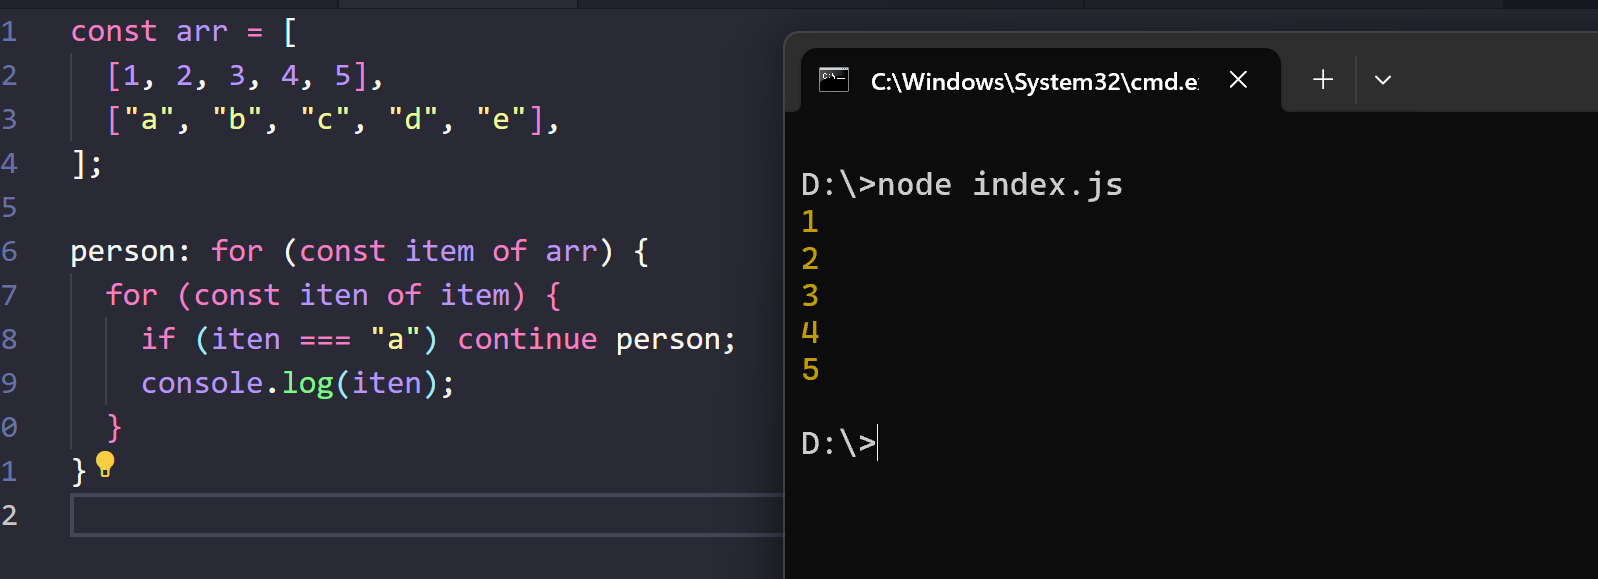 1 const arr = [
2 [1, 2, 3, 4, 5],
3 ["a", "b", "c", "d", "e"],
4 ];
5
6 person: for (const item of arr) {
7 for (const iten of item) {
8 if (iten === "a") continue person;
9 console.log(iten);
0 }
1 }
2
C:\Windows\System32\cmd.e
D:\>node index.js
1
2
3
4
5
D:\>